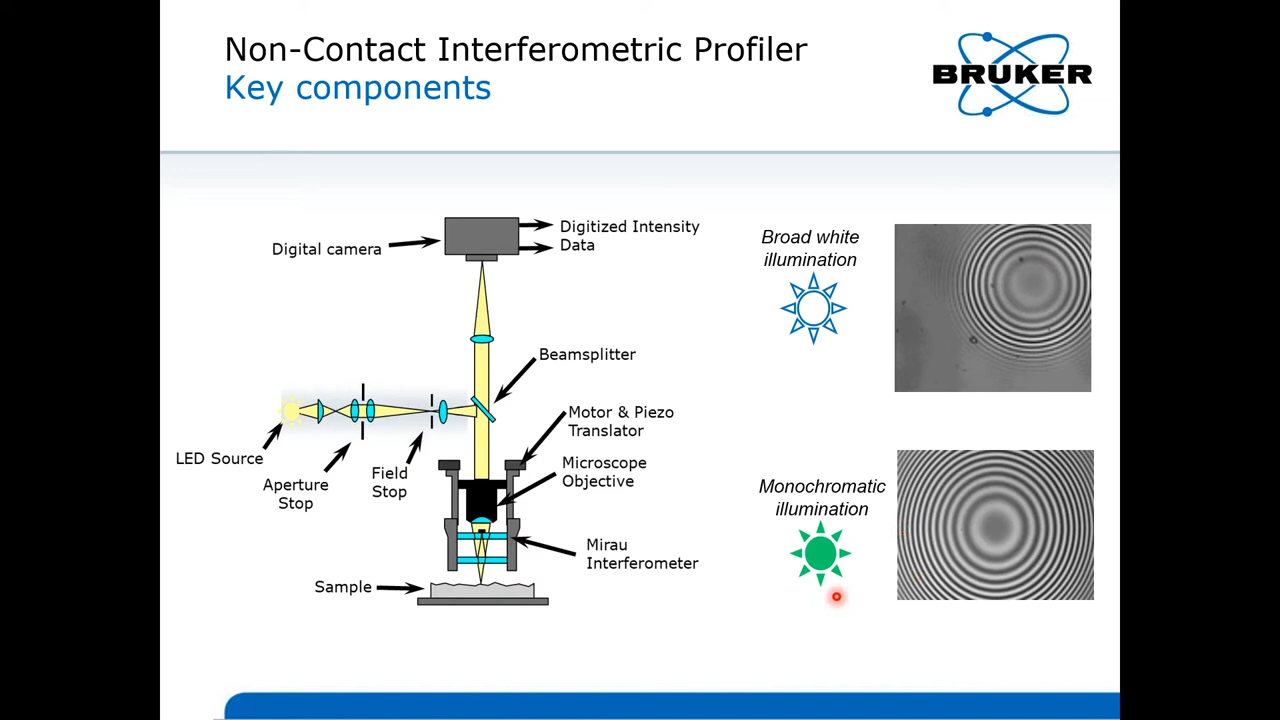 Non-Contact Interferometric Profiler
Key components
BRUKER
Digital camera
Digitized Intensity
Data
Beamsplitter
Motor & Piezo
Translator
LED Source
Aperture
Stop
Field
Stop
Microscope
Objective
Mirau
Interferometer
Sample
Broad white
illumination
Monochromatic
illumination